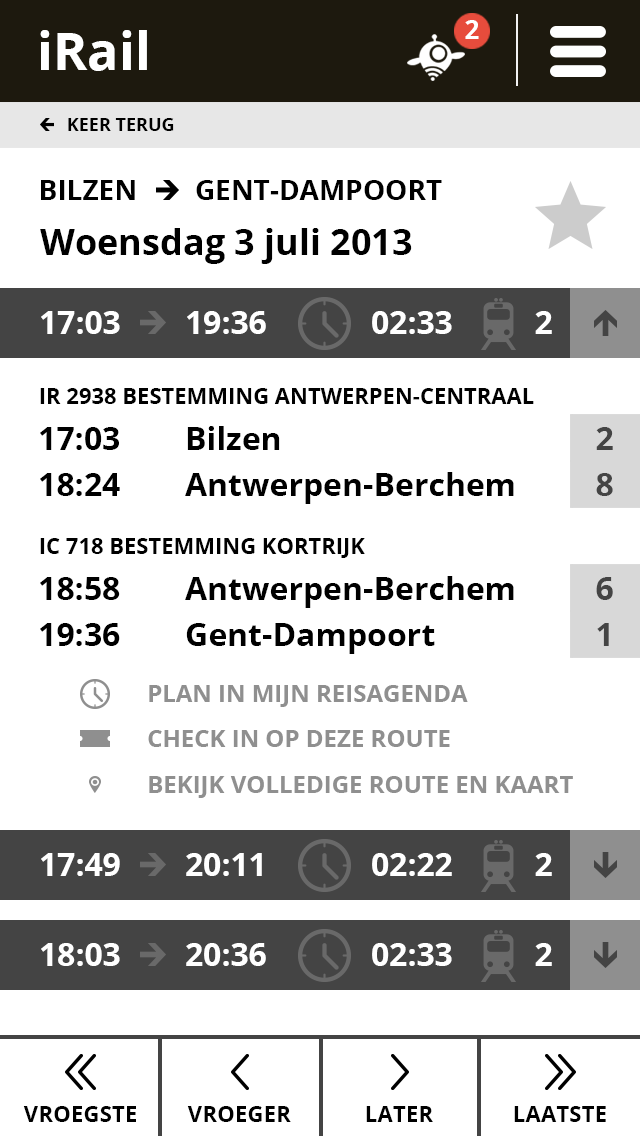 iRail 2
KEER TERUG
BILZEN → GENT-DAMPOORT
Woensdag 3 juli 2013
17:03 → 19:36 02:33 2
IR 2938 BESTEMMING ANTWERPEN-CENTRAAL
17:03 Bilzen 2
18:24 Antwerpen-Berchem 8
IC 718 BESTEMMING KORTRIJK
18:58 Antwerpen-Berchem 6
19:36 Gent-Dampoort 1
PLAN IN MIJN REISAGENDA
CHECK IN OP DEZE ROUTE
BEKIJK VOLLEDIGE ROUTE EN KAART
17:49 → 20:11 02:22 2
18:03 → 20:36 02:33 2
VROEGSTE VROEGER LATER LAATSTE